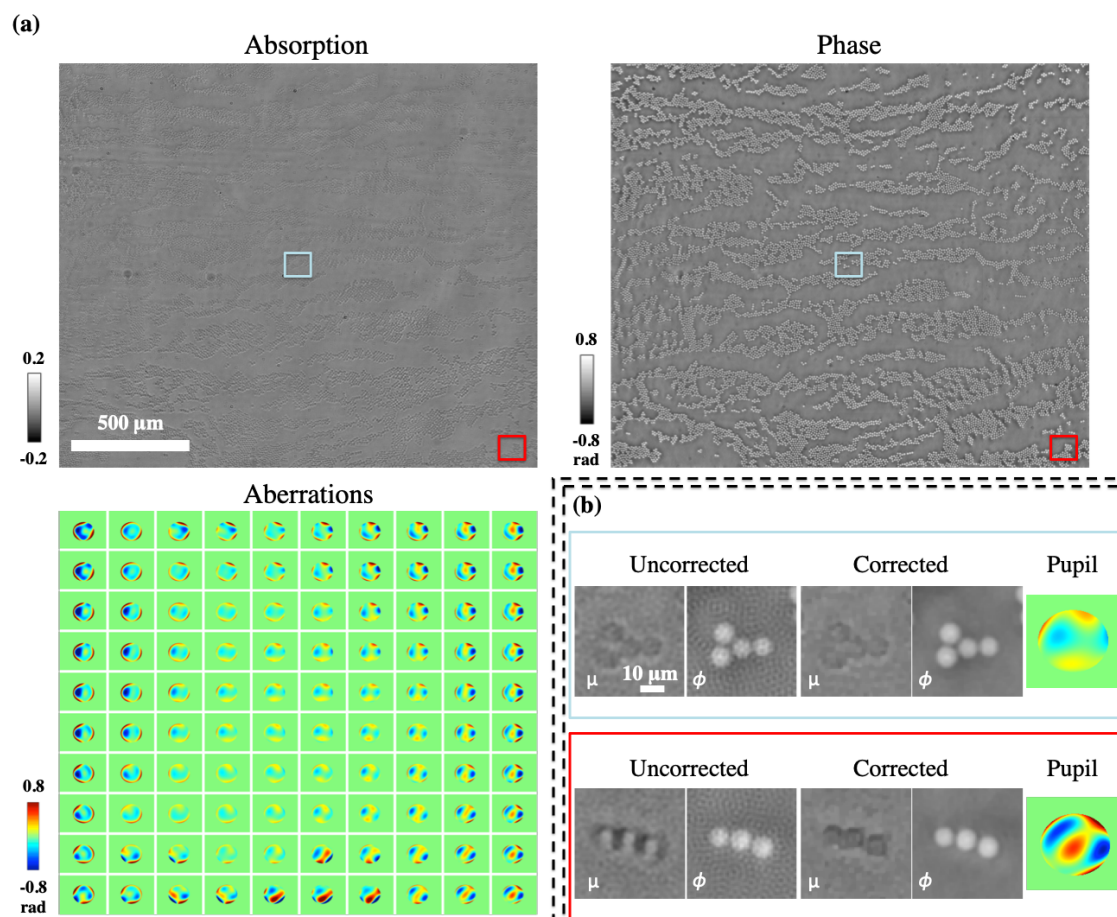 (a)
Absorption
Phase
0.2
-0.2
500 µm
0.8
-0.8
rad
Aberrations
0.8
-0.8
rad
(b)
Uncorrected
Corrected
Pupil
µ
10 µm
ϕ
µ
ϕ
Uncorrected
Corrected
Pupil
µ
ϕ
µ
ϕ